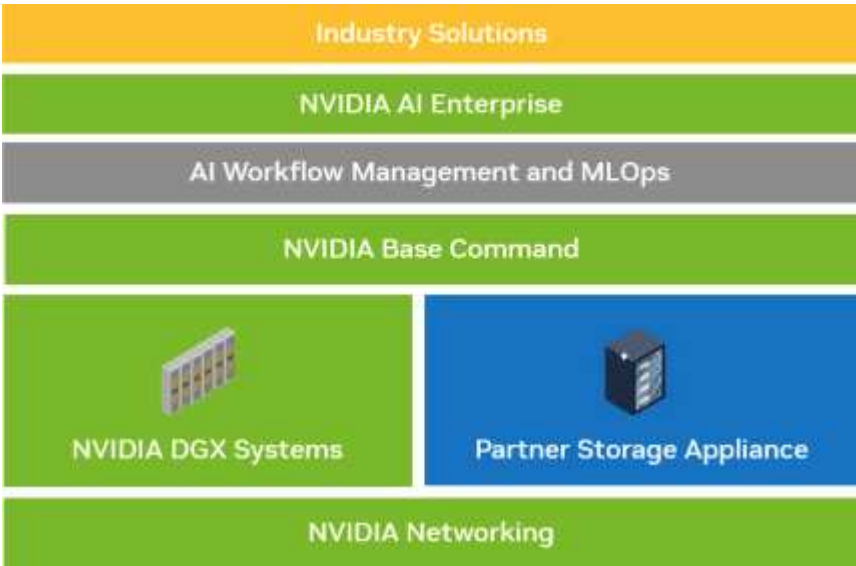 Industry Solutions
NVIDIA AI Enterprise
AI Workflow Management and MLOps
NVIDIA Base Command
NVIDIA DGX Systems
Partner Storage Appliance
NVIDIA Networking